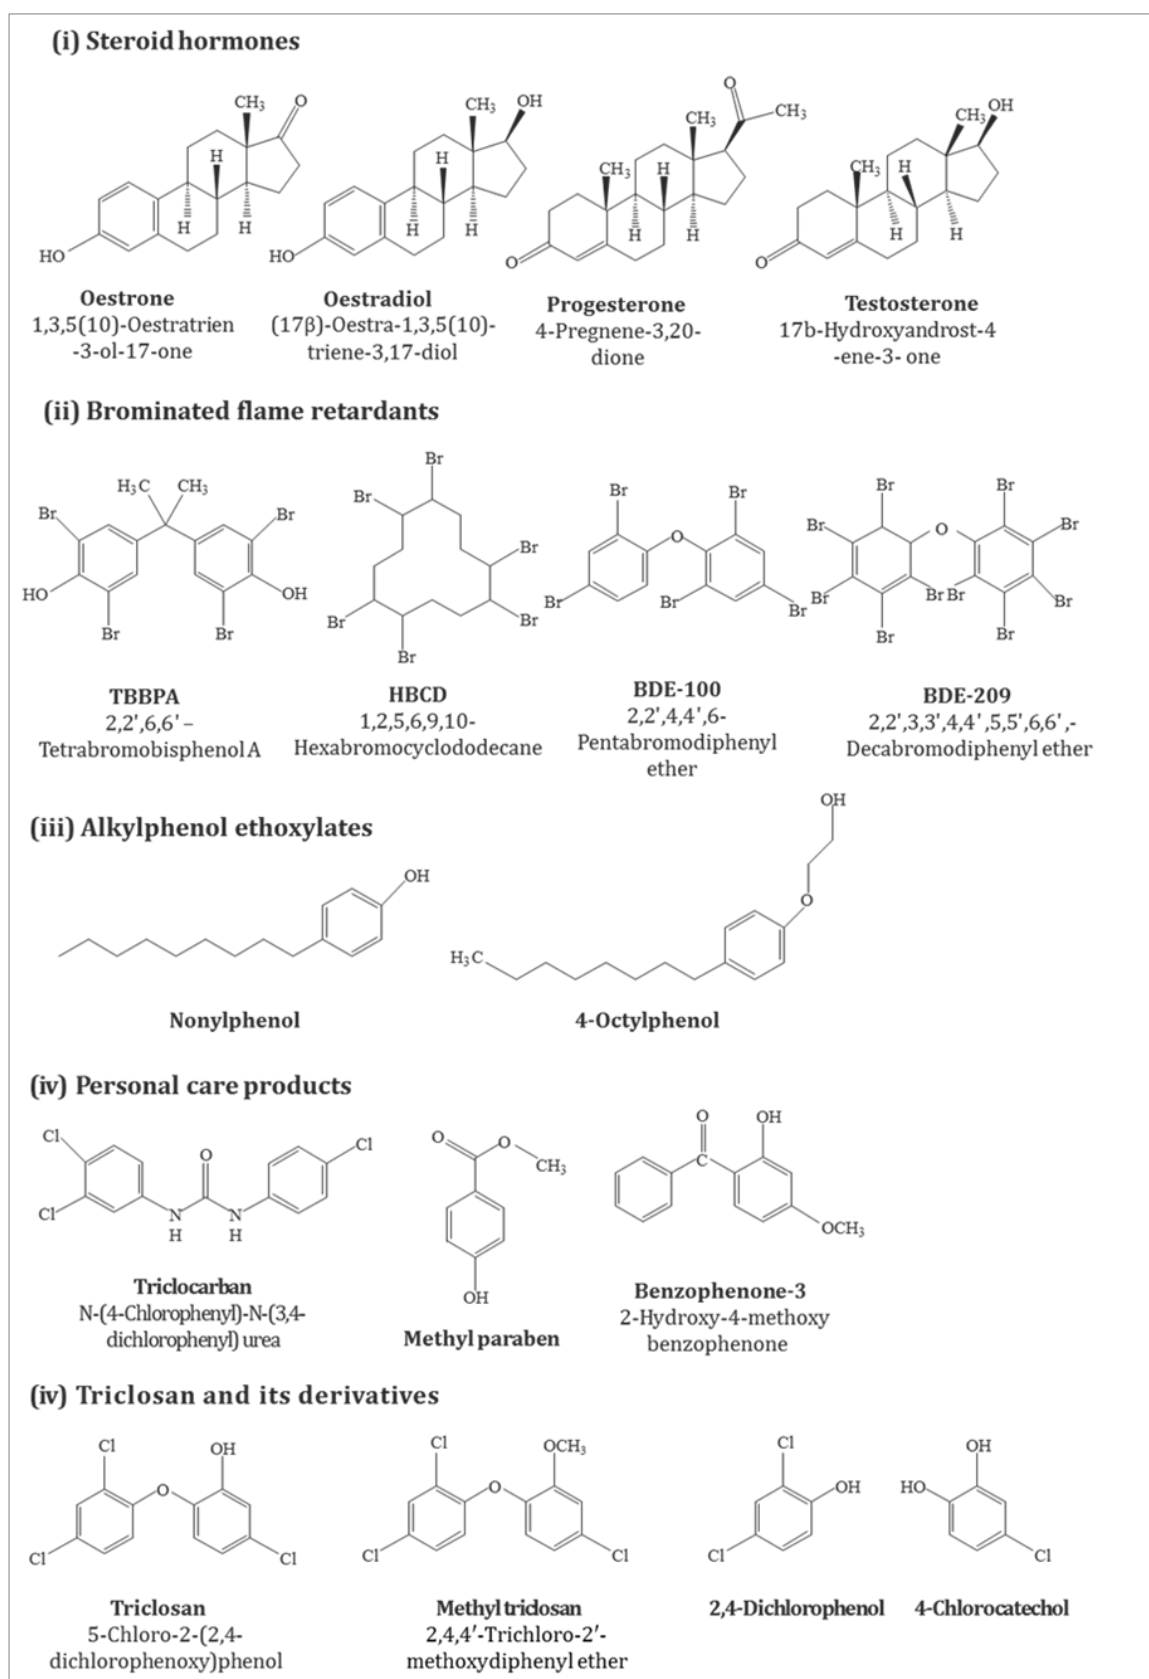 (i) Steroid hormones
CH₃ O
H
H H
HO
CH₃ OH
H
H H
HO
O
CH₃ CH₃
CH₃ H
H H
O
CH₃ OH
CH₃ H
H H
O
Oestrone
1,3,5(10)-Oestratrien
-3-ol-17-one
Oestradiol
(17β)-Oestra-1,3,5(10)-
triene-3,17-diol
Progesterone
4-Pregnene-3,20-
dione
Testosterone
17b-Hydroxyandrost-4
-ene-3- one
(ii) Brominated flame retardants
H₃C CH₃
Br Br
HO OH
Br Br
Br
Br
Br
Br Br
Br
Br Br
O
Br Br Br
Br Br
Br O Br
Br Br Br Br
Br Br
TBBPA
2,2',6,6' –
Tetrabromobisphenol A
HBCD
1,2,5,6,9,10-
Hexabromocyclododecane
BDE-100
2,2',4,4',6-
Pentabromodiphenyl
ether
BDE-209
2,2',3,3',4,4',5,5',6,6',-
Decabromodiphenyl ether
(iii) Alkylphenol ethoxylates
OH
Nonylphenol
OH
O
H₃C
4-Octylphenol
(iv) Personal care products
Cl O Cl
Cl N N
H H
O O
CH₃
OH
O OH
C
OCH₃
Triclocarban
N-(4-Chlorophenyl)-N-(3,4-
dichlorophenyl) urea
Methyl paraben
Benzophenone-3
2-Hydroxy-4-methoxy
benzophenone
(iv) Triclosan and its derivatives
Cl OH
O
Cl Cl
Cl OCH₃
O
Cl Cl
Cl
OH
Cl
OH
HO
Cl
Triclosan
5-Chloro-2-(2,4-
dichlorophenoxy)phenol
Methyl triclosan
2,4,4′-Trichloro-2′-
methoxydiphenyl ether
2,4-Dichlorophenol
4-Chlorocatechol